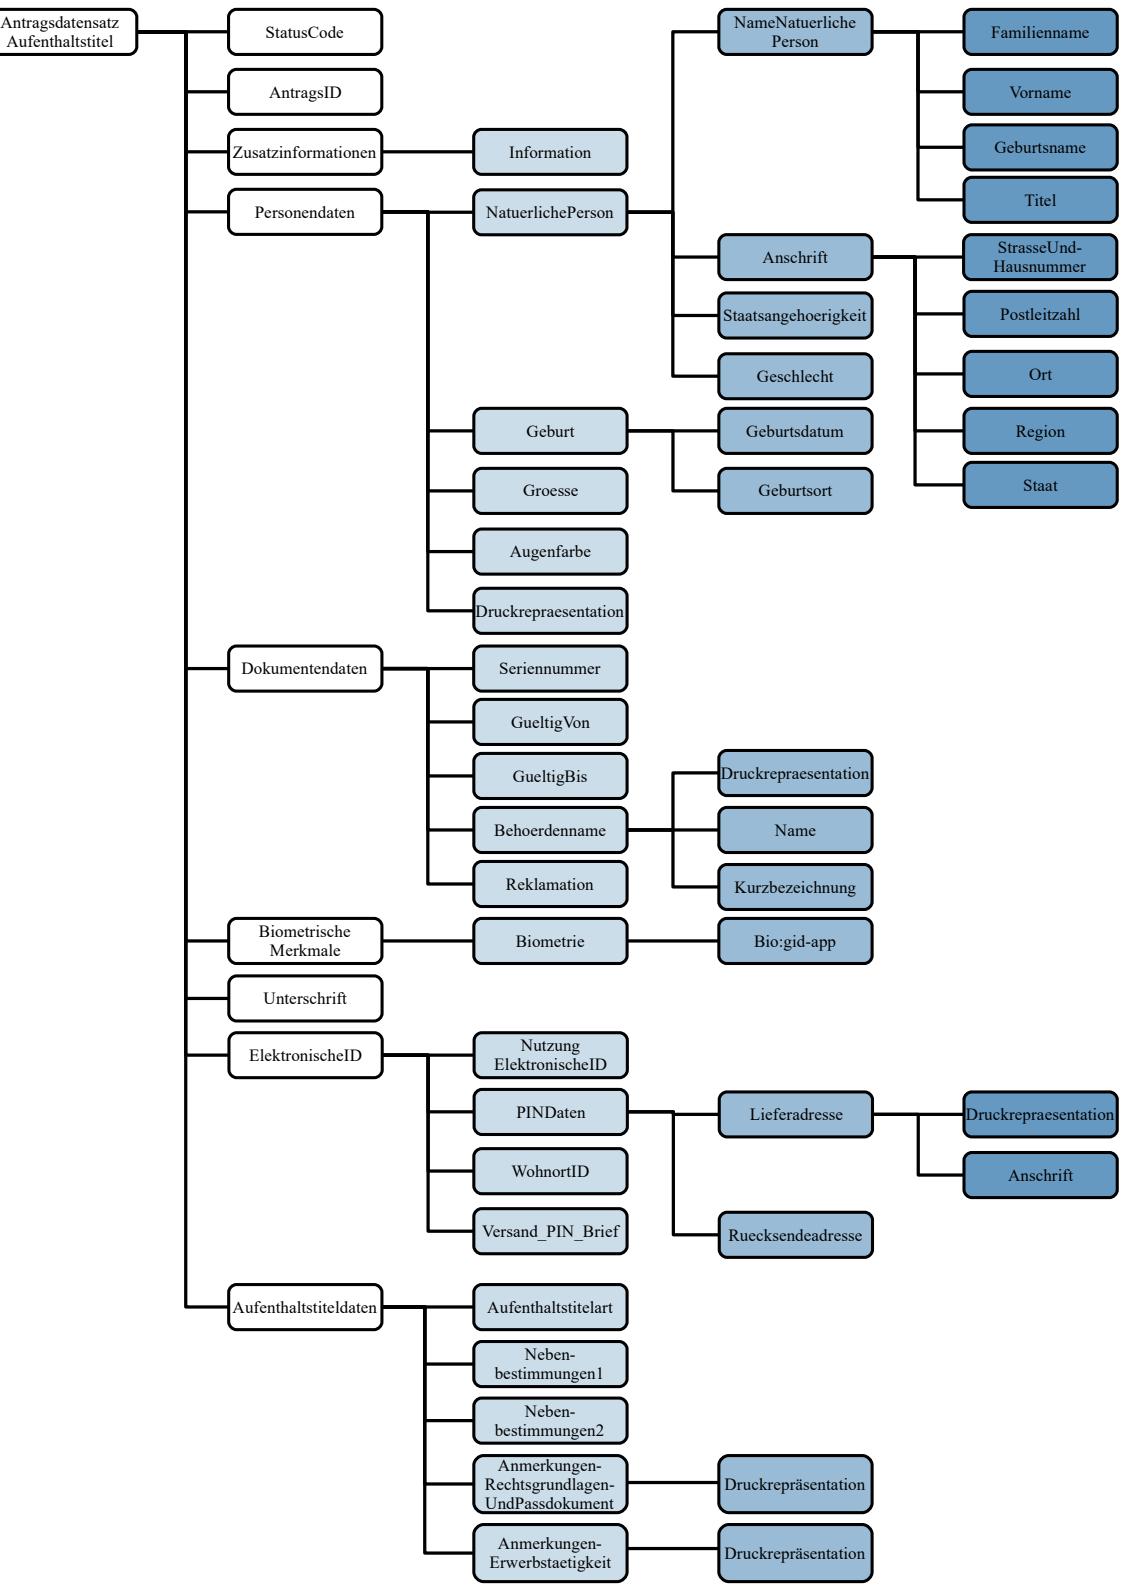 Antragsdatensatz
Aufenthaltstitel
StatusCode
NameNatuerliche
Person
Familienname
AntragsID
Vorname
Zusatzinformationen
Information
Geburtsname
Personendaten
NatuerlichePerson
Titel
Anschrift
StrasseUnd-
Hausnummer
Staatsangehoerigkeit
Postleitzahl
Geschlecht
Ort
Geburt
Geburtsdatum
Region
Groesse
Geburtsort
Staat
Augenfarbe
Druckrepraesentation
Dokumentendaten
Seriennummer
GueltigVon
GueltigBis
Druckrepraesentation
Behoerdenname
Name
Reklamation
Kurzbezeichnung
Biometrische
Merkmale
Biometrie
Bio:gid-app
Unterschrift
ElektronischeID
Nutzung
ElektronischeID
PINDaten
Lieferadresse
Druckrepraesentation
WohnortID
Anschrift
Versand_PIN_Brief
Ruecksendeadresse
Aufenthaltstiteldaten
Aufenthaltstitelart
Neben-
bestimmungen1
Neben-
bestimmungen2
Anmerkungen-
Rechtsgrundlagen-
UndPassdokument
Druckrepräsentation
Anmerkungen-
Erwerbstaetigkeit
Druckrepräsentation